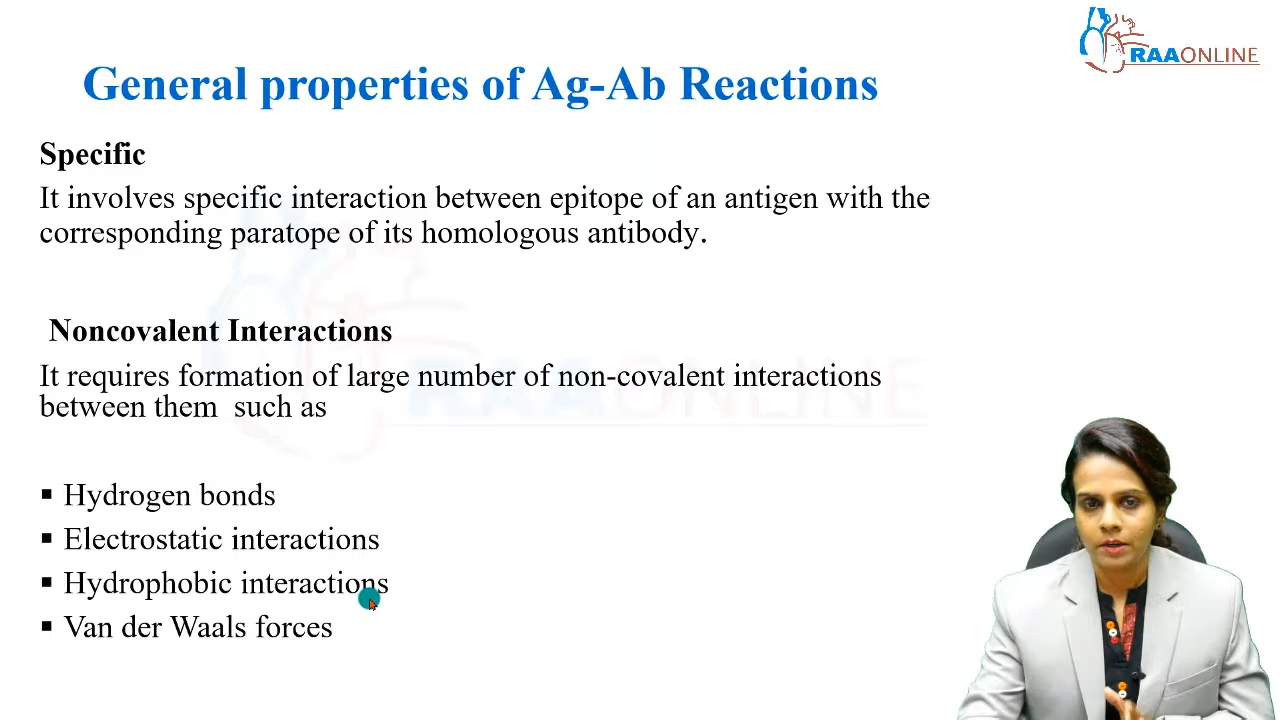 RAAONLINE
General properties of Ag-Ab Reactions
Specific
It involves specific interaction between epitope of an antigen with the
corresponding paratope of its homologous antibody.
Noncovalent Interactions
It requires formation of large number of non-covalent interactions
between them such as
▪ Hydrogen bonds
▪ Electrostatic interactions
▪ Hydrophobic interactions
▪ Van der Waals forces
RAAONLINE